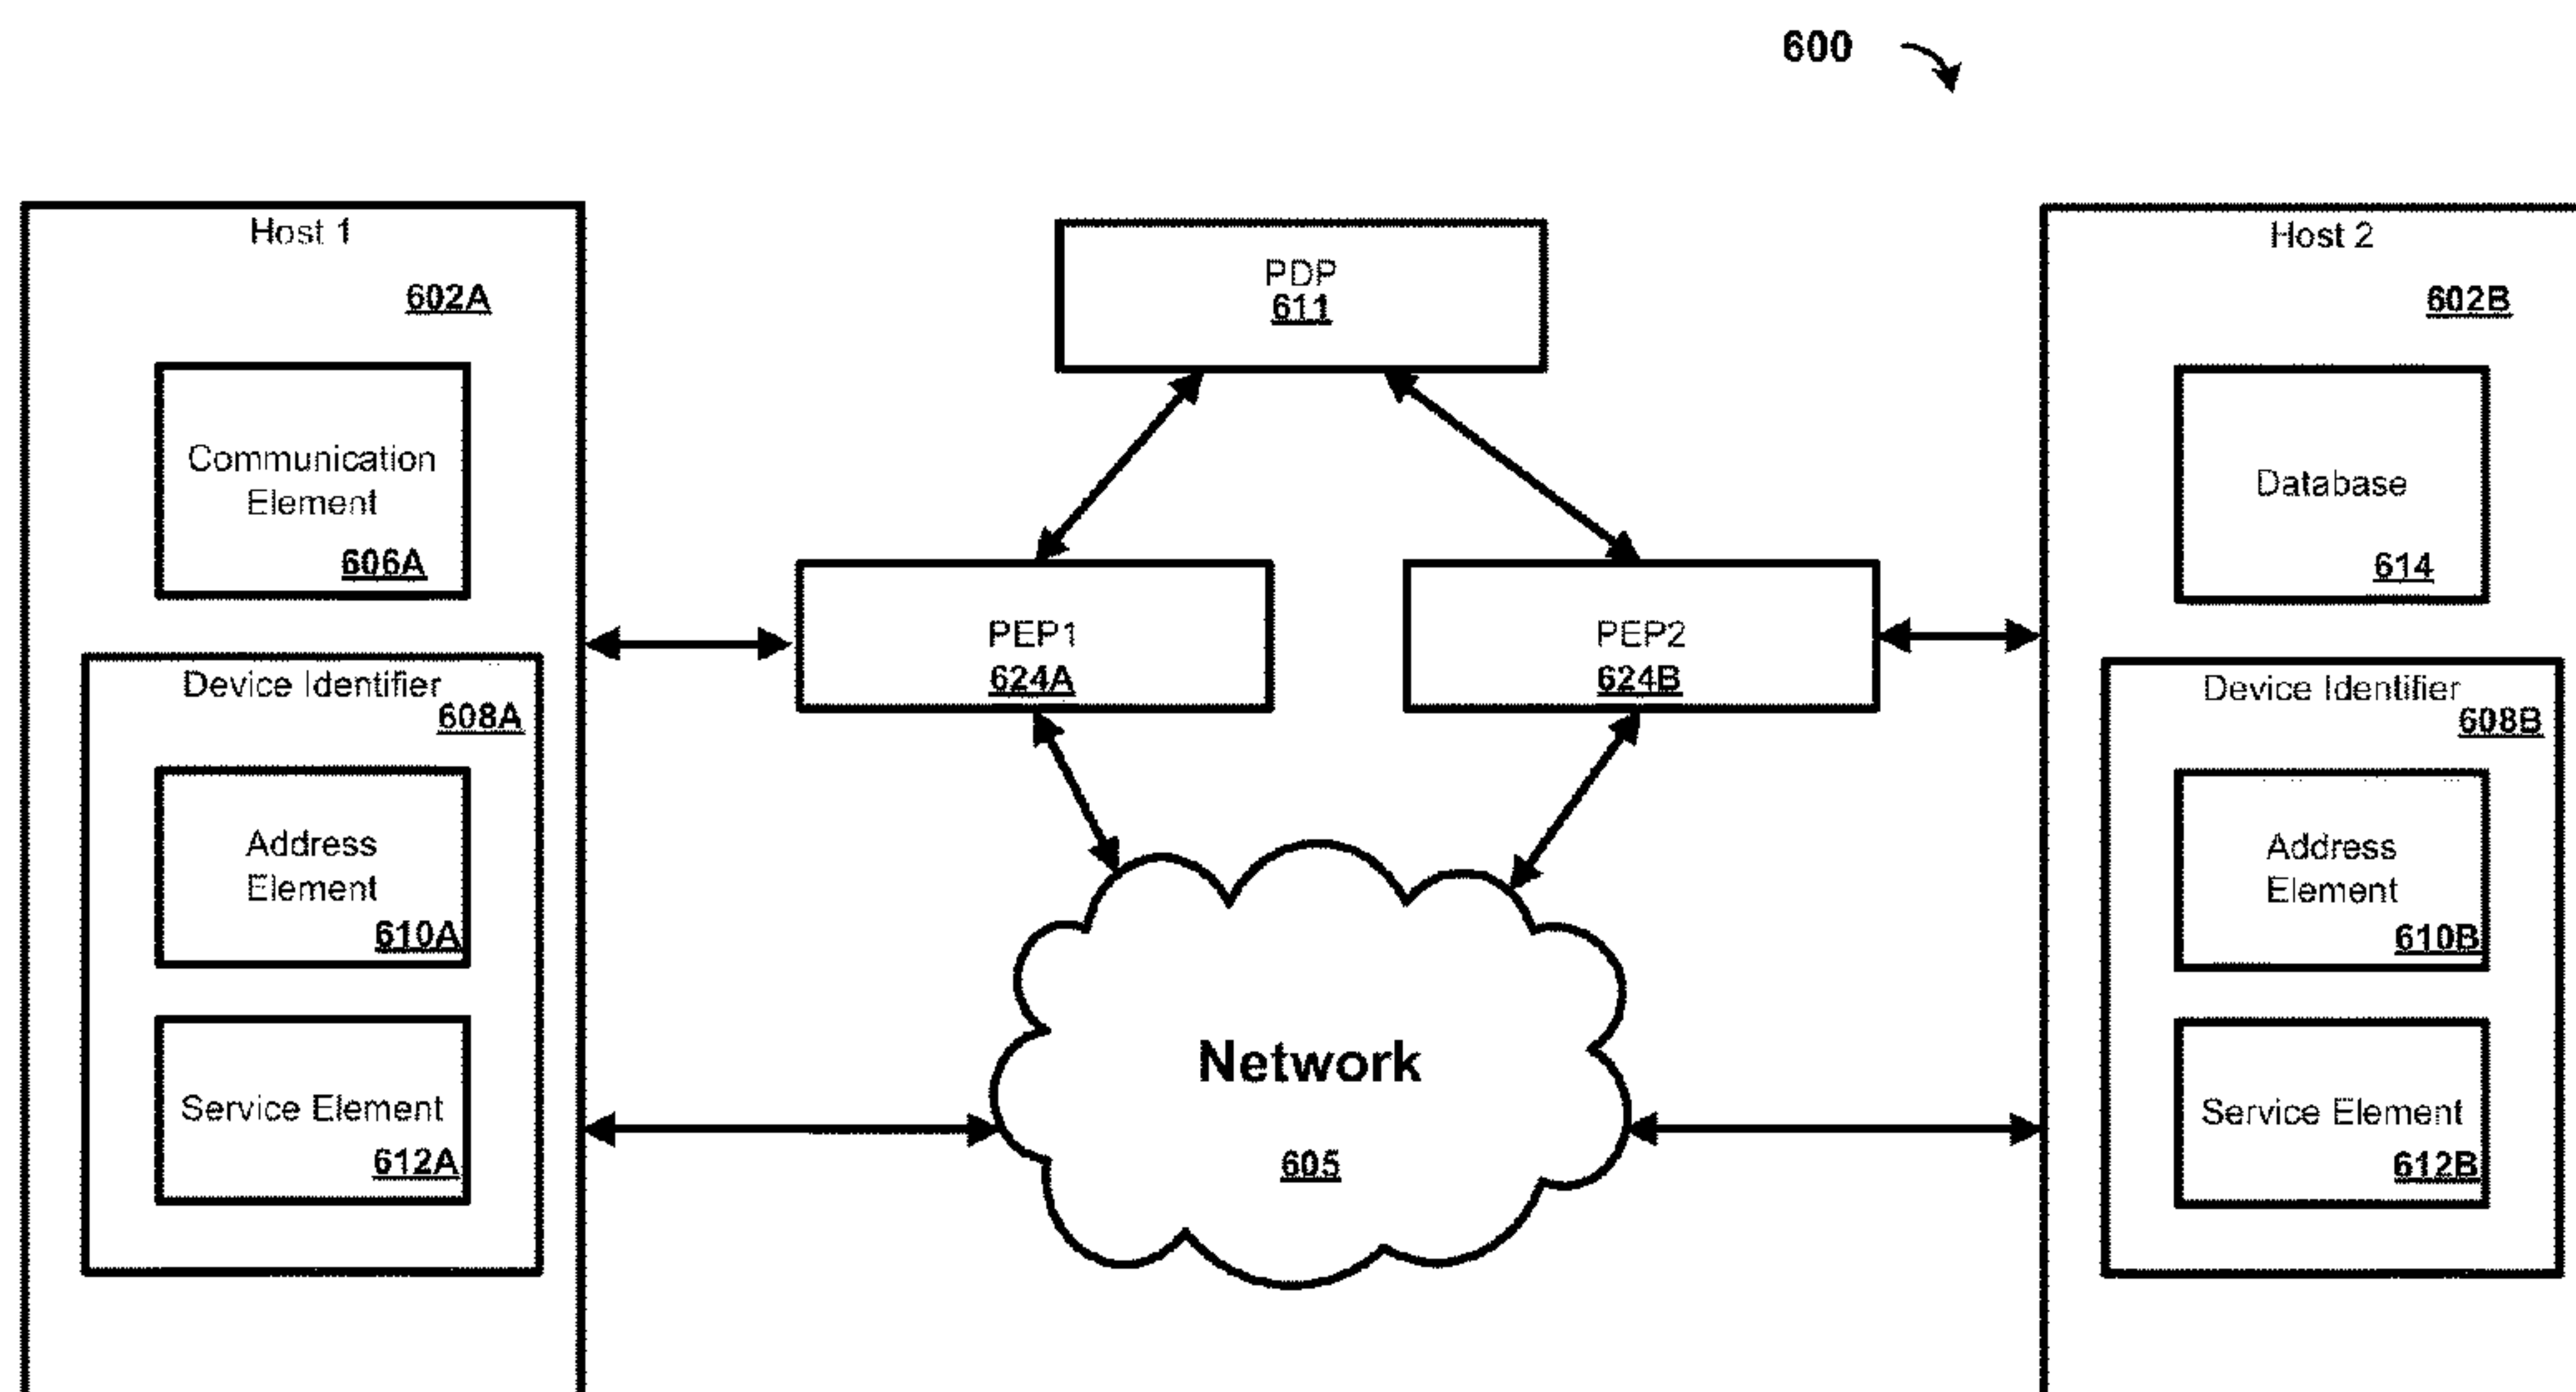 600
Host 1
602A
Communication
Element
606A
Device Identifier
608A
Address
Element
610A
Service Element
612A
PDP
611
PEP1
624A
PEP2
624B
Network
605
Host 2
602B
Database
614
Device Identifier
608B
Address
Element
610B
Service Element
612B